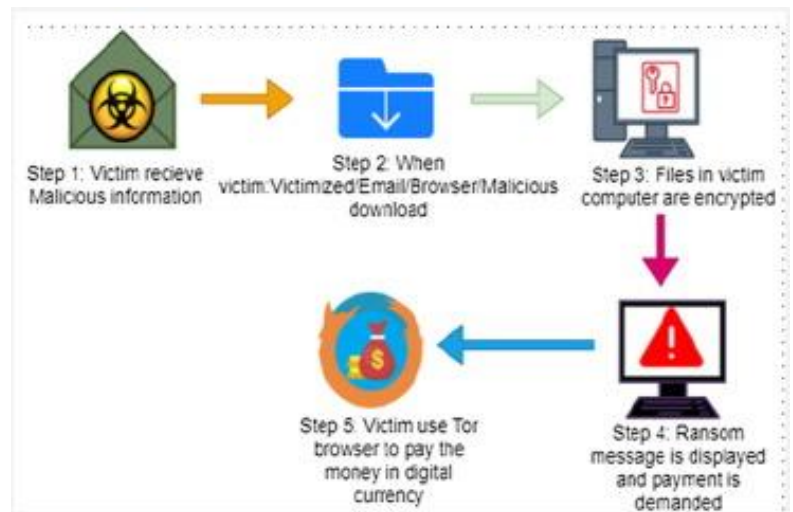 Step 1: Victim recieve
Malicious information
Step 2: When
victim:Victimized/Email/Browser/Malicious
download
Step 3: Files in victim
computer are encrypted
Step 4: Ransom
message is displayed
and payment is
demanded
Step 5: Victim use Tor
browser to pay the
money in digital
currency